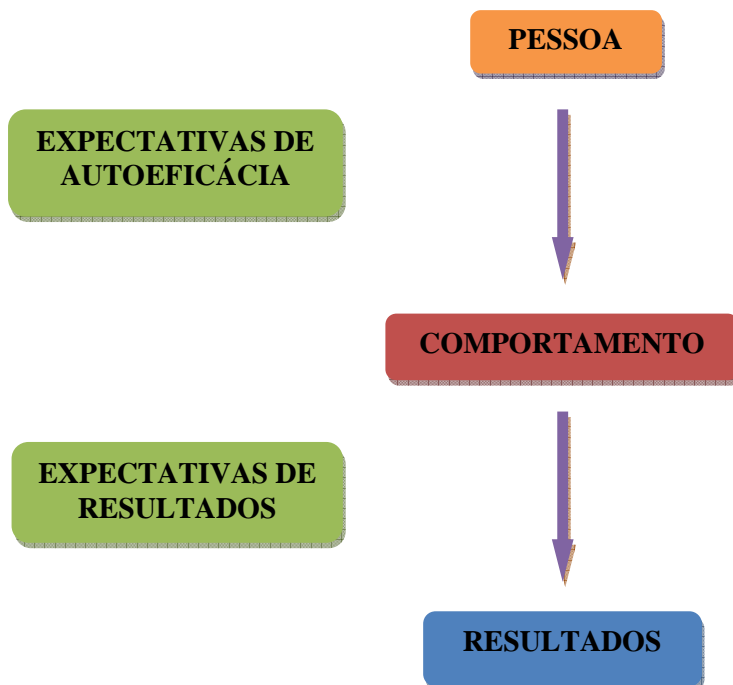 PESSOA
EXPECTATIVAS DE
AUTOEFICÁCIA
COMPORTAMENTO
EXPECTATIVAS DE
RESULTADOS
RESULTADOS